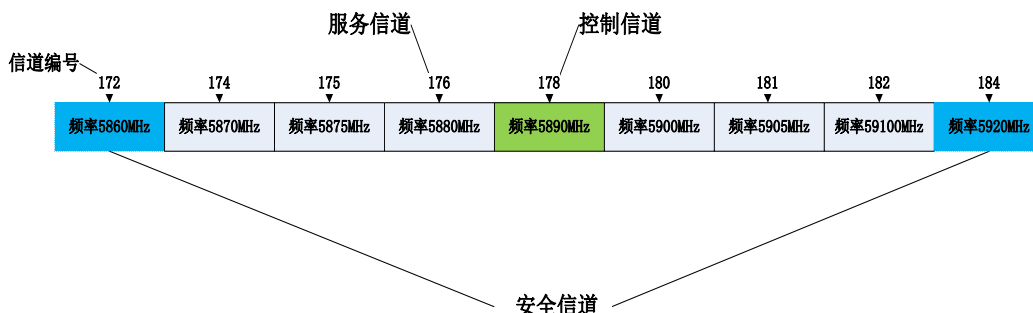 服务信道 控制信道
信道编号
172 174 175 176 178 180 181 182 184
频率5860MHz 频率5870MHz 频率5875MHz 频率5880MHz 频率5890MHz 频率5900MHz 频率5905MHz 频率59100MHz 频率5920MHz
安全信道